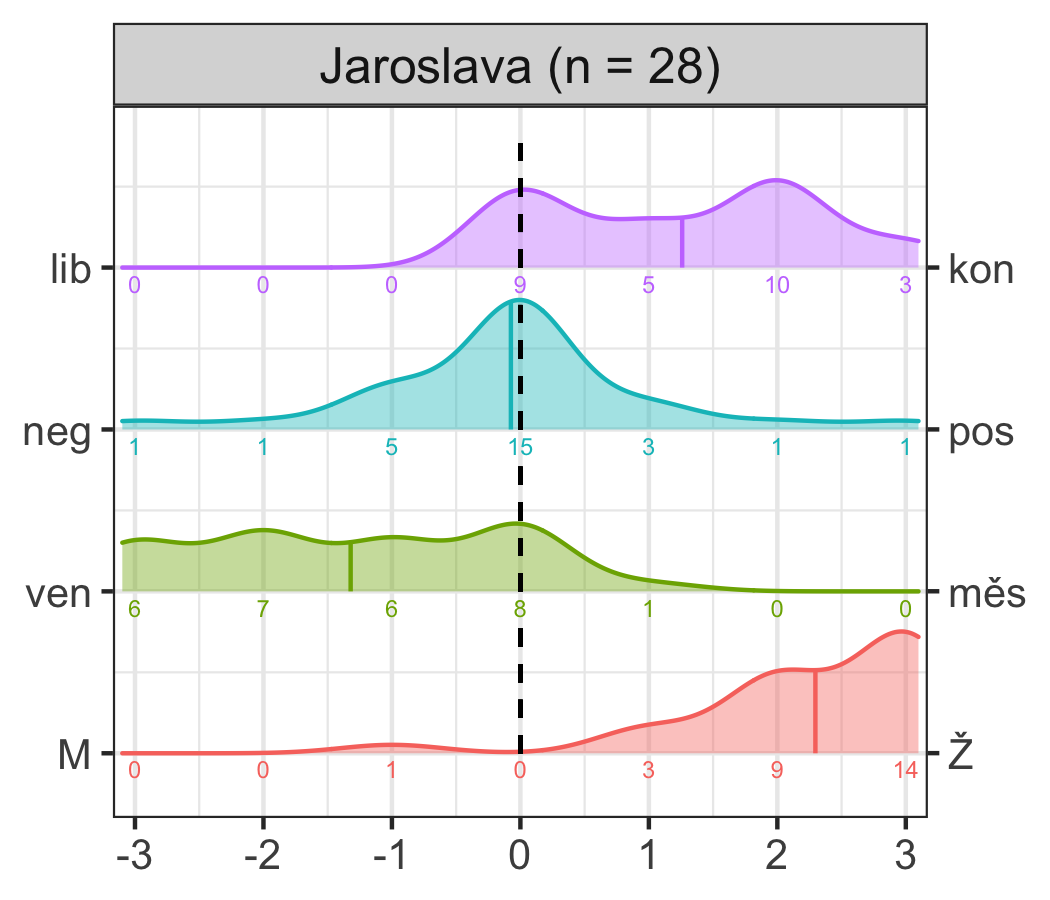 Jaroslava (n = 28)
lib kon
0 0 0 9 5 10 3
neg pos
1 1 5 15 3 1 1
ven měs
6 7 6 8 1 0 0
M Ž
0 0 1 0 3 9 14
-3 -2 -1 0 1 2 3